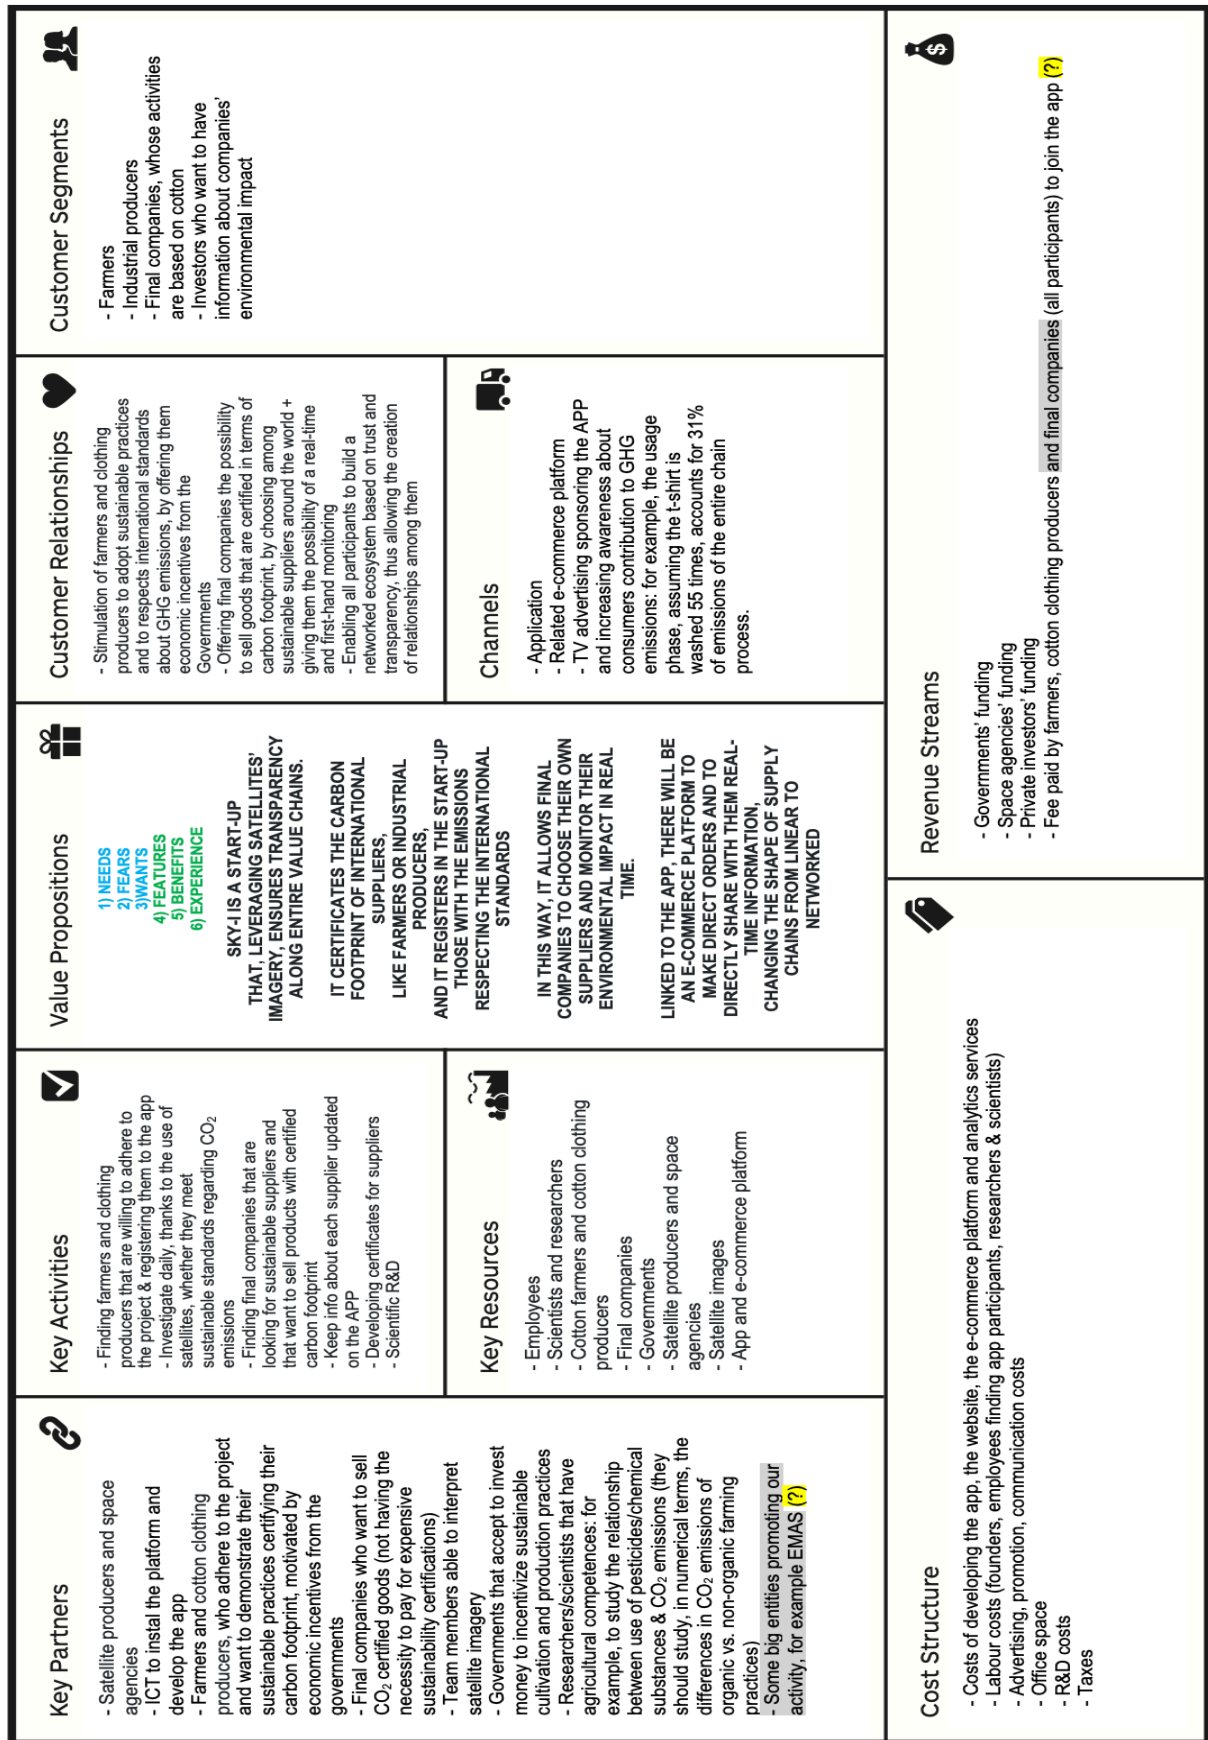 Key Partners
- Satellite producers and space
agencies
- ICT to instal the platform and
develop the app
- Farmers and cotton clothing
producers, who adhere to the project
and want to demonstrate their
sustainable practices certifying their
carbon footprint, motivated by
economic incentives from the
governments
- Final companies who want to sell
CO₂ certified goods (not having the
necessity to pay for expensive
sustainability certifications)
- Team members able to interpret
satellite imagery
- Governments that accept to invest
money to incentivize sustainable
cultivation and production practices
- Researchers/scientists that have
agricultural competences: for
example, to study the relationship
between use of pesticides/chemical
substances & CO₂ emissions (they
should study, in numerical terms, the
differences in CO₂ emissions of
organic vs. non-organic farming
practices)
- Some big entities promoting our
activity, for example EMAS (?)
Key Activities
- Finding farmers and clothing
producers that are willing to adhere to
the project & registering them to the app
- Investigate daily, thanks to the use of
satellites, whether they meet
sustainable standards regarding CO₂
emissions
- Finding final companies that are
looking for sustainable suppliers and
that want to sell products with certified
carbon footprint
- Keep info about each supplier updated
on the APP
- Developing certificates for suppliers
- Scientific R&D
Key Resources
- Employees
- Scientists and researchers
- Cotton farmers and cotton clothing
producers
- Final companies
- Governments
- Satellite producers and space
agencies
- Satellite images
- App and e-commerce platform
Value Propositions
1) NEEDS
2) FEARS
3)WANTS
4) FEATURES
5) BENEFITS
6) EXPERIENCE
SKY-I IS A START-UP
THAT, LEVERAGING SATELLITES'
IMAGERY, ENSURES TRANSPARENCY
ALONG ENTIRE VALUE CHAINS.
IT CERTIFICATES THE CARBON
FOOTPRINT OF INTERNATIONAL
SUPPLIERS,
LIKE FARMERS OR INDUSTRIAL
PRODUCERS,
AND IT REGISTERS IN THE START-UP
THOSE WITH THE EMISSIONS
RESPECTING THE INTERNATIONAL
STANDARDS
IN THIS WAY, IT ALLOWS FINAL
COMPANIES TO CHOOSE THEIR OWN
SUPPLIERS AND MONITOR THEIR
ENVIRONMENTAL IMPACT IN REAL
TIME.
LINKED TO THE APP, THERE WILL BE
AN E-COMMERCE PLATFORM TO
MAKE DIRECT ORDERS AND TO
DIRECTLY SHARE WITH THEM REAL-
TIME INFORMATION,
CHANGING THE SHAPE OF SUPPLY
CHAINS FROM LINEAR TO
NETWORKED
Customer Relationships
- Stimulation of farmers and clothing
producers to adopt sustainable practices
and to respects international standards
about GHG emissions, by offering them
economic incentives from the
Governments
- Offering final companies the possibility
to sell goods that are certified in terms of
carbon footprint, by choosing among
sustainable suppliers around the world +
giving them the possibility of a real-time
and first-hand monitoring
- Enabling all participants to build a
networked ecosystem based on trust and
transparency, thus allowing the creation
of relationships among them
Channels
- Application
- Related e-commerce platform
- TV advertising sponsoring the APP
and increasing awareness about
consumers contribution to GHG
emissions: for example, the usage
phase, assuming the t-shirt is
washed 55 times, accounts for 31%
of emissions of the entire chain
process.
Customer Segments
- Farmers
- Industrial producers
- Final companies, whose activities
are based on cotton
- Investors who want to have
information about companies'
environmental impact
Cost Structure
- Costs of developing the app, the website, the e-commerce platform and analytics services
- Labour costs (founders, employees finding app participants, researchers & scientists)
- Advertising, promotion, communication costs
- Office space
- R&D costs
- Taxes
Revenue Streams
- Governments' funding
- Space agencies' funding
- Private investors' funding
- Fee paid by farmers, cotton clothing producers and final companies (all participants) to join the app (?)
$